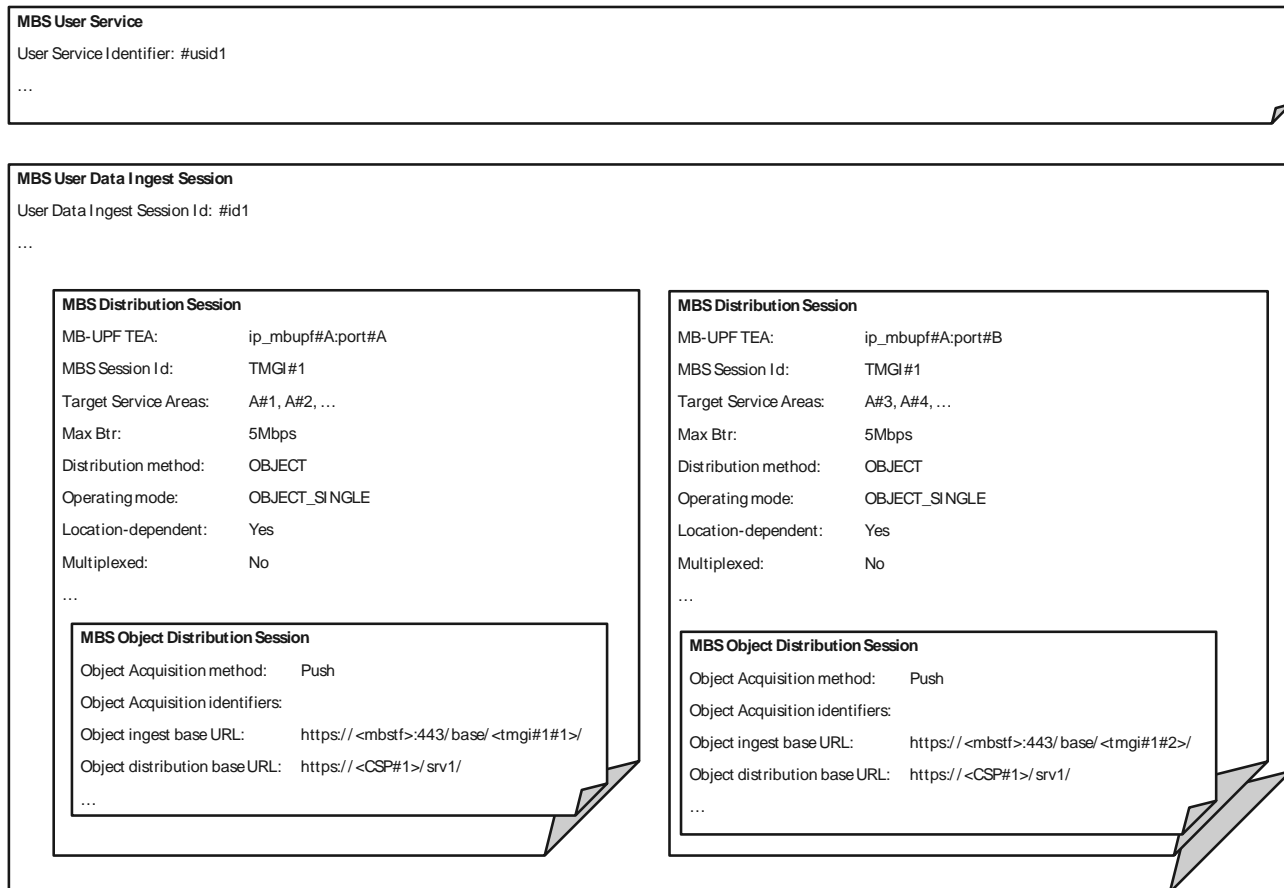 MBS User Service
User Service Identifier: #usid1
…
MBS User Data Ingest Session
User Data Ingest Session Id: #id1
…
MBS Distribution Session
MB-UPF TEA: ip_mbupf#A:port#A
MBS Session Id: TMGI#1
Target Service Areas: A#1, A#2, …
Max Btr: 5Mbps
Distribution method: OBJECT
Operating mode: OBJECT_SINGLE
Location-dependent: Yes
Multiplexed: No
…
MBS Object Distribution Session
Object Acquisition method: Push
Object Acquisition identifiers:
Object ingest base URL: https://<mbstf>:443/base/<tmgi#1#1>/
Object distribution base URL: https://<CSP#1>/srv1/
…
MBS Distribution Session
MB-UPF TEA: ip_mbupf#A:port#B
MBS Session Id: TMGI#1
Target Service Areas: A#3, A#4, …
Max Btr: 5Mbps
Distribution method: OBJECT
Operating mode: OBJECT_SINGLE
Location-dependent: Yes
Multiplexed: No
…
MBS Object Distribution Session
Object Acquisition method: Push
Object Acquisition identifiers:
Object ingest base URL: https://<mbstf>:443/base/<tmgi#1#2>/
Object distribution base URL: https://<CSP#1>/srv1/
…